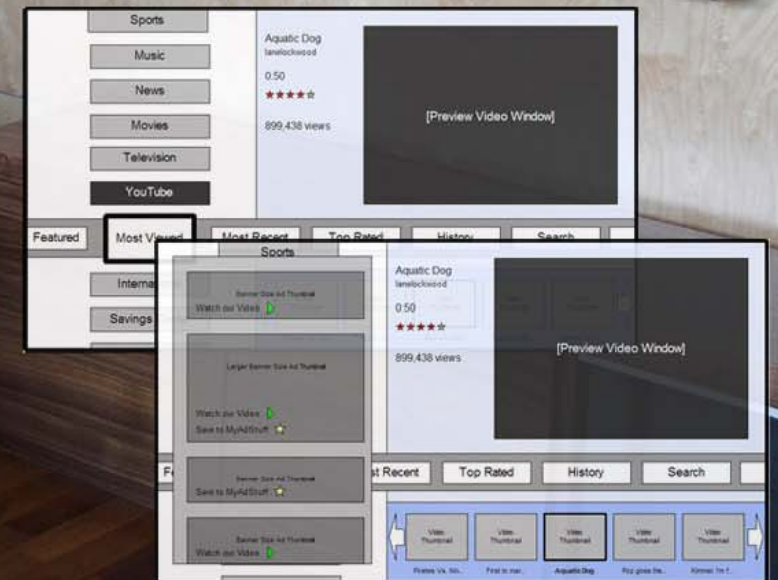 Sports
Music
News
Movies
Television
YouTube
Aquatic Dog
lanelockwood
0:50
899,438 views
[Preview Video Window]
Featured
Most Viewed
Most Recent
Top Rated
History
Search
Savings
Sports
Banner Size Ad Thumbnail
Watch our Video
Larger Banner Size Ad Thumbnail
Watch our Video
Save to MyAdStuff
Banner Size Ad Thumbnail
Save to MyAdStuff
Banner Size Ad Thumbnail
Watch our Video
Aquatic Dog
lanelockwood
0:50
899,438 views
[Preview Video Window]
Recent
Top Rated
History
Search
Video Thumbnail
Video Thumbnail
Video Thumbnail
Video Thumbnail
Video Thumbnail
Aquatic Dog